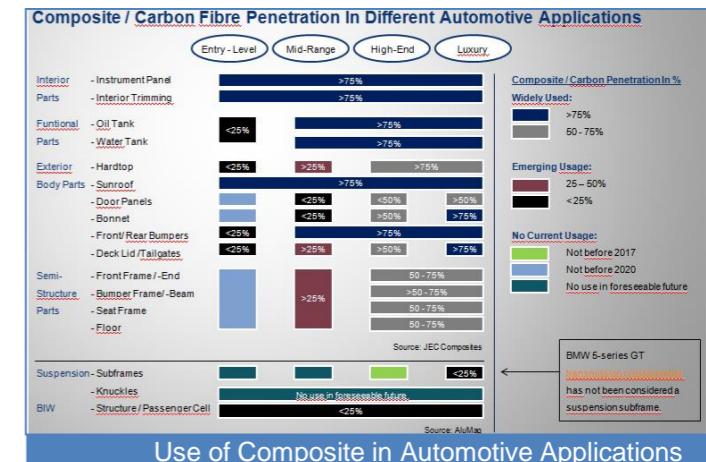 Composite / Carbon Fibre Penetration In Different Automotive Applications
Entry - Level Mid-Range High-End Luxury
Interior - Instrument Panel >75%
Parts - Interior Trimming >75%
Funtional - Oil Tank <25% >75%
Parts - Water Tank >75%
Exterior - Hardtop <25% >25% >75%
Body Parts - Sunroof >75%
- Door Panels <25% <50% >50%
- Bonnet <25% >50% >75%
- Front/ Rear Bumpers <25% >75%
- Deck Lid /Tailgates <25% >25% >50% >75%
Semi- - Front Frame / -End >25% 50 - 75%
Structure - Bumper Frame/ -Beam >50 - 75%
Parts - Seat Frame 50 - 75%
- Floor 50 - 75%
Source: JEC Composites
Suspension - Subframes <25%
- Knuckles No use in foreseeable future
BIW - Structure / Passenger Cell <25%
Source: AluMag
Composite / Carbon Penetration In %
Widely Used:
>75%
50 - 75%
Emerging Usage:
25 – 50%
<25%
No Current Usage:
Not before 2017
Not before 2020
No use in foreseeable future
BMW 5-series GT
has not been considered a
suspension subframe.
Use of Composite in Automotive Applications